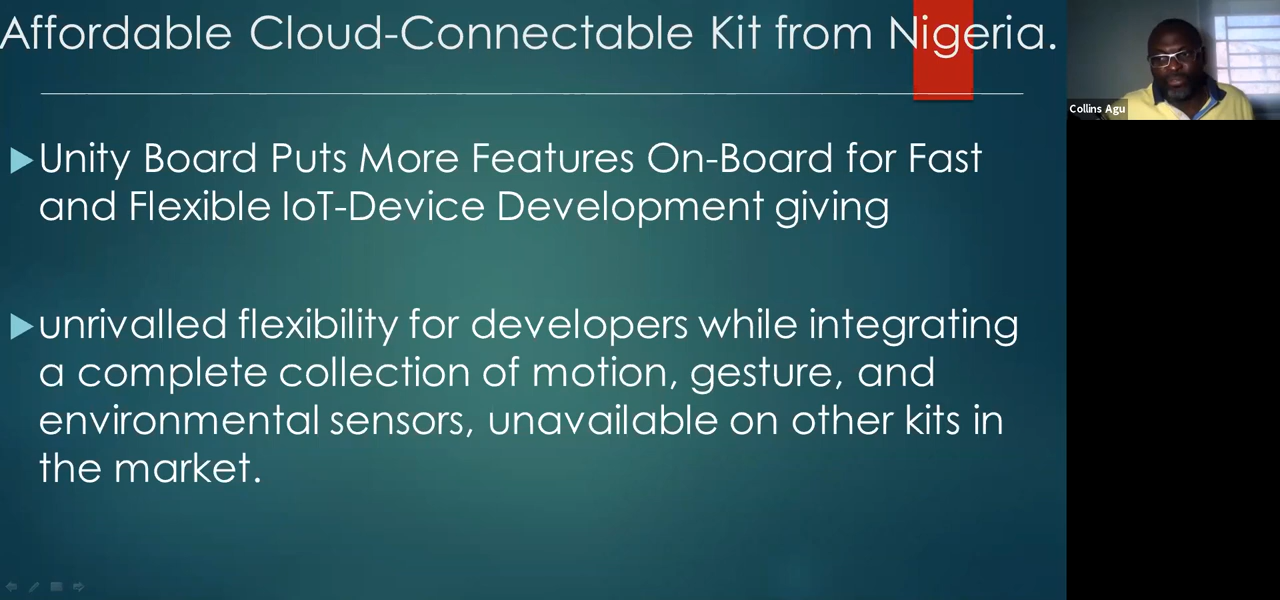 Affordable Cloud-Connectable Kit from Nigeria.
Collins Agu
Unity Board Puts More Features On-Board for Fast
and Flexible IoT-Device Development giving
unrivalled flexibility for developers while integrating
a complete collection of motion, gesture, and
environmental sensors, unavailable on other kits in
the market.